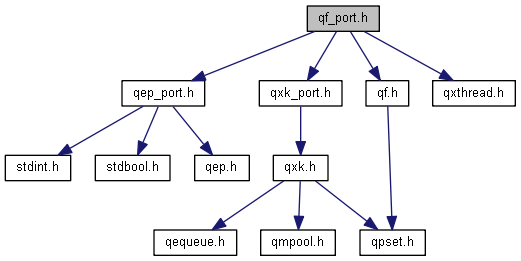 qf_port.h
qep_port.h
qxk_port.h
qf.h
qxthread.h
stdint.h
stdbool.h
qep.h
qxk.h
qequeue.h
qmpool.h
qpset.h